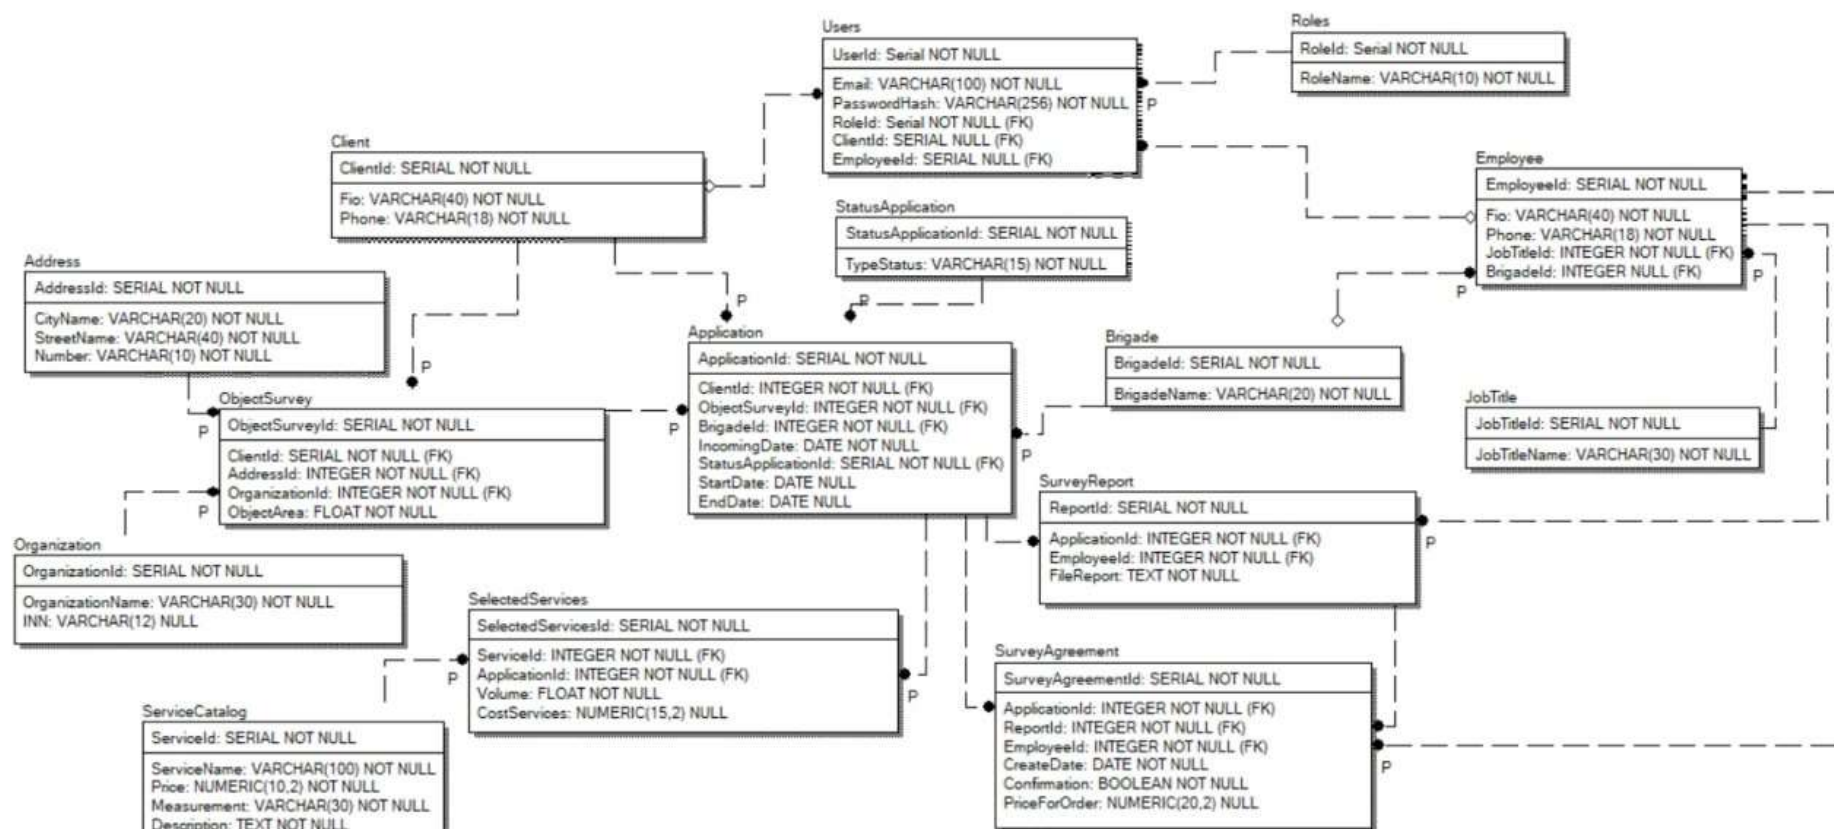 Users
UserId: Serial NOT NULL
Email: VARCHAR(100) NOT NULL
PasswordHash: VARCHAR(256) NOT NULL
RoleId: Serial NOT NULL (FK)
ClientId: SERIAL NULL (FK)
EmployeeId: SERIAL NULL (FK)
P
Roles
RoleId: Serial NOT NULL
RoleName: VARCHAR(10) NOT NULL
Client
ClientId: SERIAL NOT NULL
Fio: VARCHAR(40) NOT NULL
Phone: VARCHAR(18) NOT NULL
StatusApplication
StatusApplicationId: SERIAL NOT NULL
TypeStatus: VARCHAR(15) NOT NULL
Employee
EmployeeId: SERIAL NOT NULL
Fio: VARCHAR(40) NOT NULL
Phone: VARCHAR(18) NOT NULL
JobTitleId: INTEGER NOT NULL (FK)
BrigadeId: INTEGER NULL (FK)
P
P
Address
AddressId: SERIAL NOT NULL
CityName: VARCHAR(20) NOT NULL
StreetName: VARCHAR(40) NOT NULL
Number: VARCHAR(10) NOT NULL
P
P
P
Application
ApplicationId: SERIAL NOT NULL
ClientId: INTEGER NOT NULL (FK)
ObjectSurveyId: INTEGER NOT NULL (FK)
BrigadeId: INTEGER NOT NULL (FK)
IncomingDate: DATE NOT NULL
StatusApplicationId: SERIAL NOT NULL (FK)
StartDate: DATE NULL
EndDate: DATE NULL
P
P
Brigade
BrigadeId: SERIAL NOT NULL
BrigadeName: VARCHAR(20) NOT NULL
JobTitle
JobTitleId: SERIAL NOT NULL
JobTitleName: VARCHAR(30) NOT NULL
ObjectSurvey
ObjectSurveyId: SERIAL NOT NULL
ClientId: SERIAL NOT NULL (FK)
AddressId: INTEGER NOT NULL (FK)
OrganizationId: INTEGER NOT NULL (FK)
ObjectArea: FLOAT NOT NULL
P
P
SurveyReport
ReportId: SERIAL NOT NULL
ApplicationId: INTEGER NOT NULL (FK)
EmployeeId: INTEGER NOT NULL (FK)
FileReport: TEXT NOT NULL
P
Organization
OrganizationId: SERIAL NOT NULL
OrganizationName: VARCHAR(30) NOT NULL
INN: VARCHAR(12) NULL
SelectedServices
SelectedServicesId: SERIAL NOT NULL
ServiceId: INTEGER NOT NULL (FK)
ApplicationId: INTEGER NOT NULL (FK)
Volume: FLOAT NOT NULL
CostServices: NUMERIC(15,2) NULL
P
P
SurveyAgreement
SurveyAgreementId: SERIAL NOT NULL
ApplicationId: INTEGER NOT NULL (FK)
ReportId: INTEGER NOT NULL (FK)
EmployeeId: INTEGER NOT NULL (FK)
CreateDate: DATE NOT NULL
Confirmation: BOOLEAN NOT NULL
PriceForOrder: NUMERIC(20,2) NULL
P
ServiceCatalog
ServiceId: SERIAL NOT NULL
ServiceName: VARCHAR(100) NOT NULL
Price: NUMERIC(10,2) NOT NULL
Measurement: VARCHAR(30) NOT NULL
Description: TEXT NOT NULL